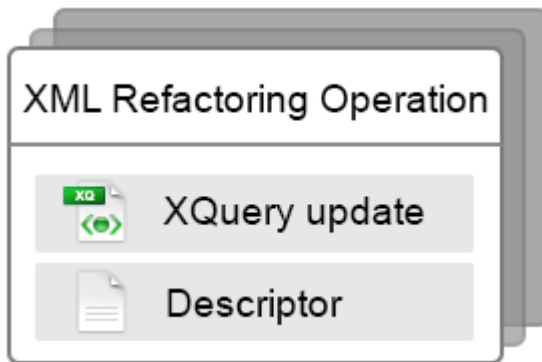 XML Refactoring Operation
XQ
XQuery update
Descriptor